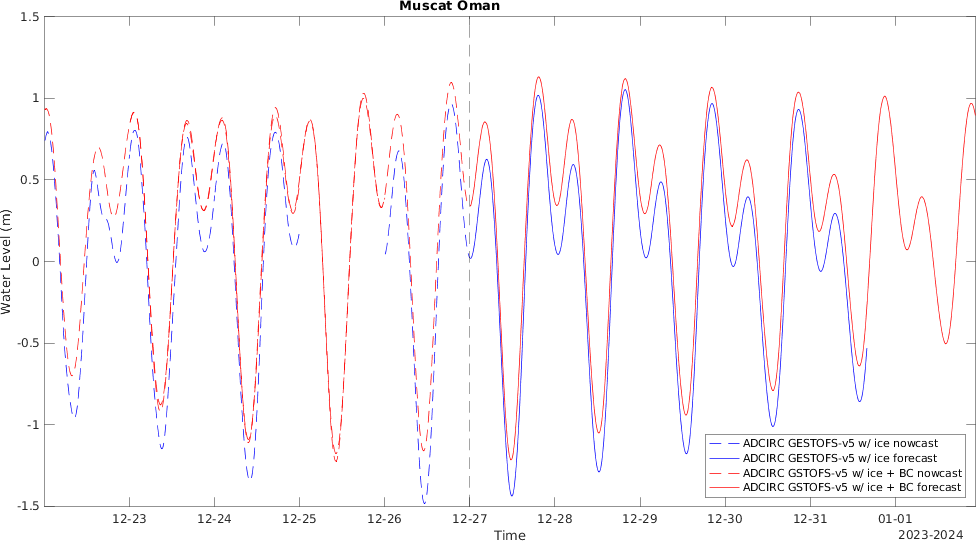 Muscat Oman
1.5
1
0.5
0
-0.5
-1
-1.5
Water Level (m)
ADCIRC GESTOFS-v5 w/ ice nowcast
ADCIRC GESTOFS-v5 w/ ice forecast
ADCIRC GSTOFS-v5 w/ ice + BC nowcast
ADCIRC GSTOFS-v5 w/ ice + BC forecast
12-23 12-24 12-25 12-26 12-27 12-28 12-29 12-30 12-31 01-01
Time
2023-2024